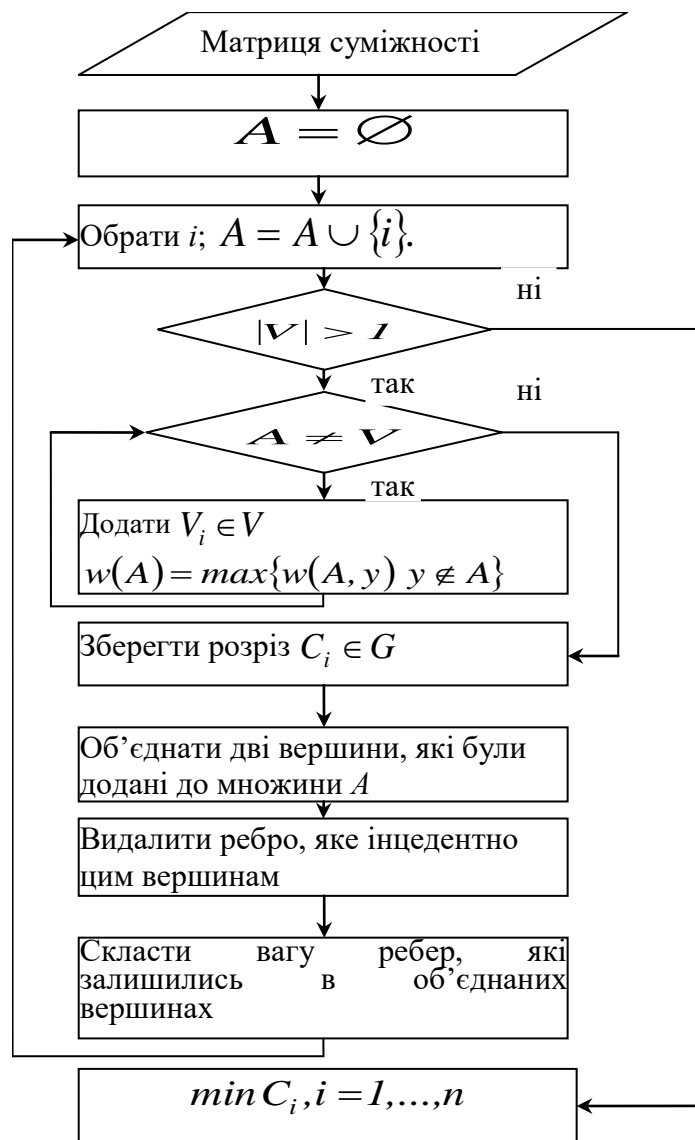 Матриця суміжності
A = ∅
Обрати i; A = A ∪ {i}.
ні
|V| > 1
так
ні
A ≠ V
так
Додати V_i ∈ V
w(A) = max{w(A, y) y ∉ A}
Зберегти розріз C_i ∈ G
Об’єднати дві вершини, які були
додані до множини A
Видалити ребро, яке інцедентно
цим вершинам
Скласти вагу ребер, які
залишились в об’єднаних
вершинах
min C_i, i = 1,...,n